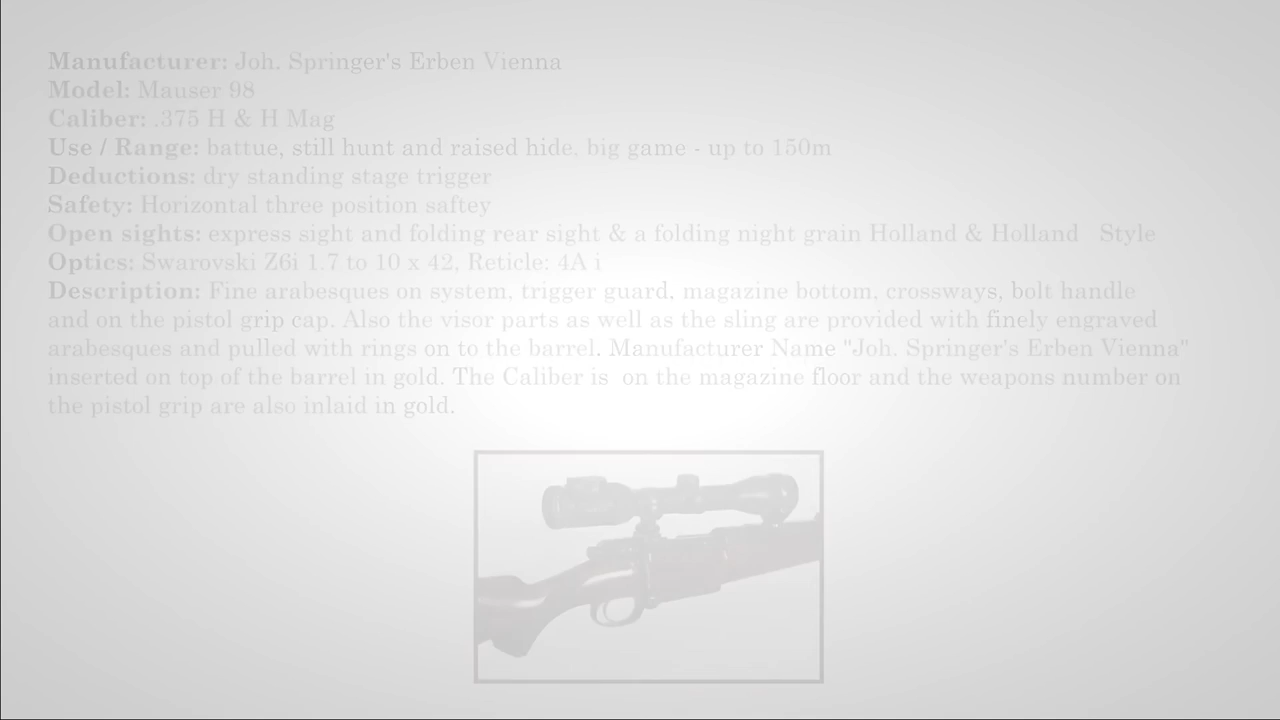 Manufacturer: Joh. Springer's Erben Vienna
Model: Mauser 98
Caliber: .375 H & H Mag
Use / Range: battue, still hunt and raised hide, big game - up to 150m
Deductions: dry standing stage trigger
Safety: Horizontal three position saftey
Open sights: express sight and folding rear sight & a folding night grain Holland & Holland Style
Optics: Swarovski Z6i 1.7 to 10 x 42, Reticle: 4A i
Description: Fine arabesques on system, trigger guard, magazine bottom, crossways, bolt handle
and on the pistol grip cap. Also the visor parts as well as the sling are provided with finely engraved
arabesques and pulled with rings on to the barrel. Manufacturer Name "Joh. Springer's Erben Vienna"
inserted on top of the barrel in gold. The Caliber is on the magazine floor and the weapons number on
the pistol grip are also inlaid in gold.